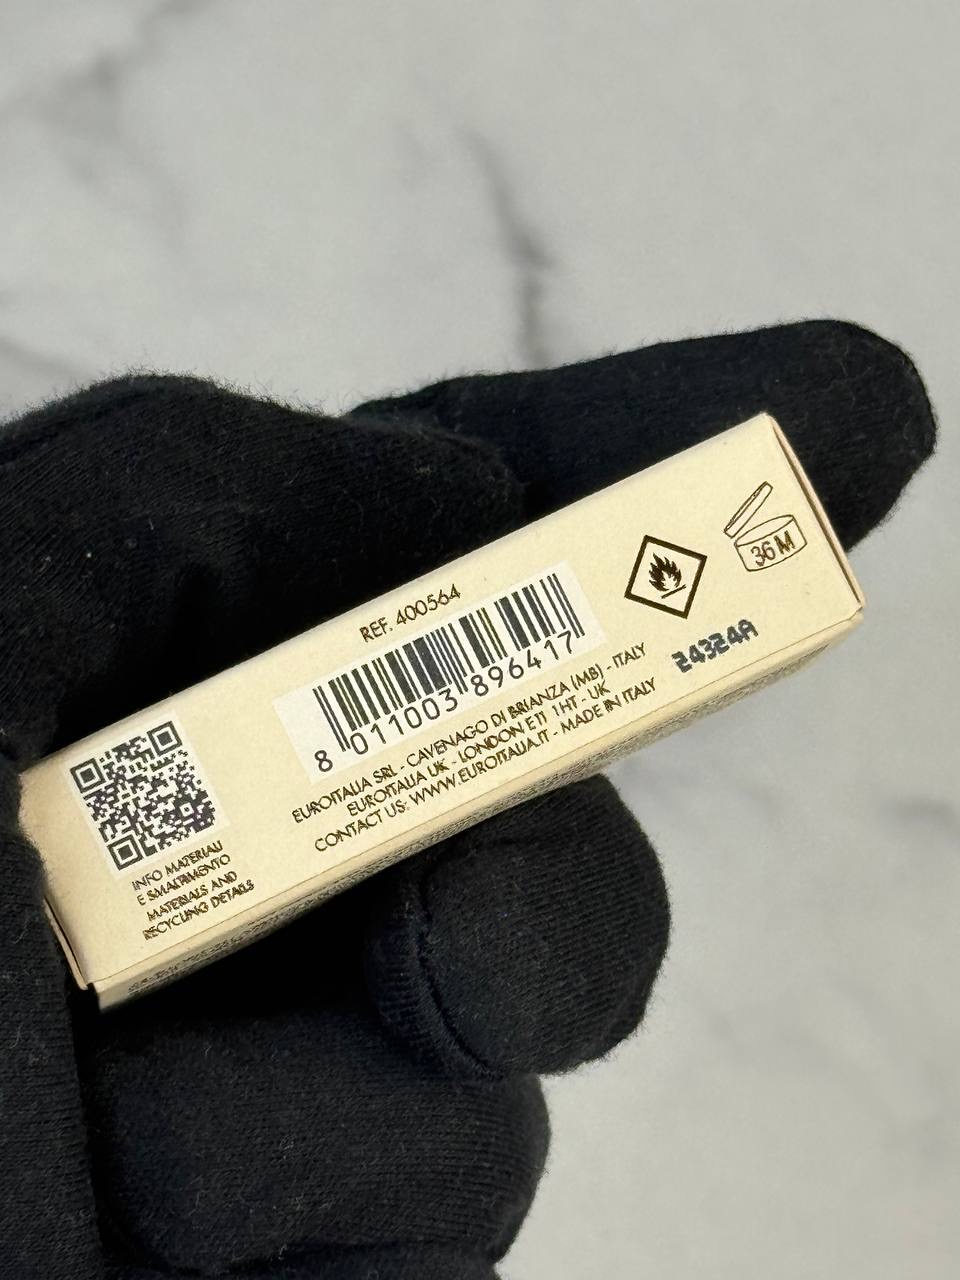 REF. 400564
8 011003 896417
EUROITALIA SRL - CAVENAGO DI BRIANZA (MB) - ITALY
EUROITALIA UK - LONDON E11 1HT - UK
CONTACT US: WWW.EUROITALIA.IT - MADE IN ITALY
36 M
24324A
INFO MATERIALI
E SMALTIMENTO
MATERIALS AND
RECYCLING DETAILS